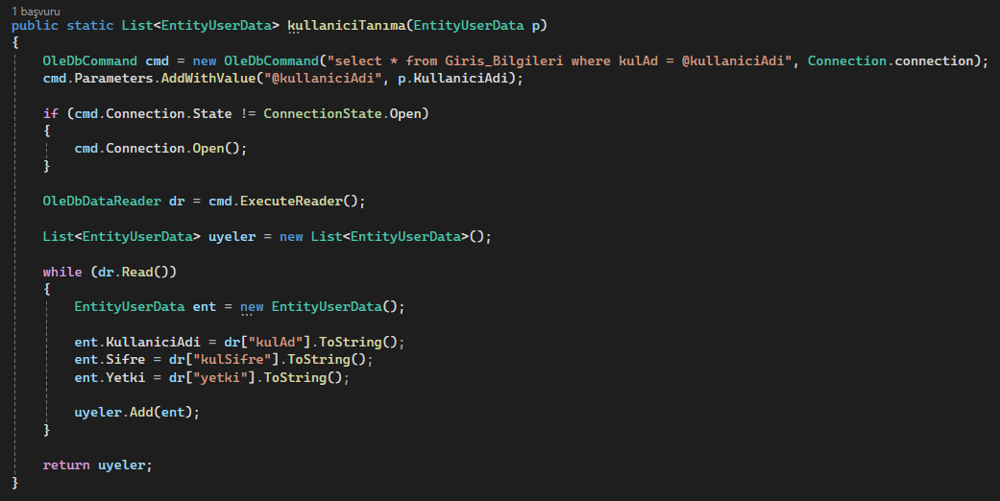 1 başvuru
public static List<EntityUserData> kullaniciTanıma(EntityUserData p)
{
    OleDbCommand cmd = new OleDbCommand("select * from Giris_Bilgileri where kulAd = @kullaniciAdi", Connection.connection);
    cmd.Parameters.AddWithValue("@kullaniciAdi", p.KullaniciAdi);
    if (cmd.Connection.State != ConnectionState.Open)
    {
        cmd.Connection.Open();
    }
    OleDbDataReader dr = cmd.ExecuteReader();
    List<EntityUserData> uyeler = new List<EntityUserData>();
    while (dr.Read())
    {
        EntityUserData ent = new EntityUserData();
        ent.KullaniciAdi = dr["kulAd"].ToString();
        ent.Sifre = dr["kulSifre"].ToString();
        ent.Yetki = dr["yetki"].ToString();
        uyeler.Add(ent);
    }
    return uyeler;
}